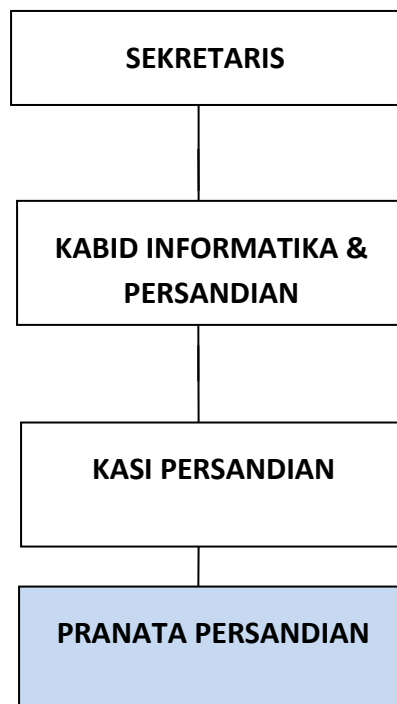 SEKRETARIS
KABID INFORMATIKA &
PERSANDIAN
KASI PERSANDIAN
PRANATA PERSANDIAN